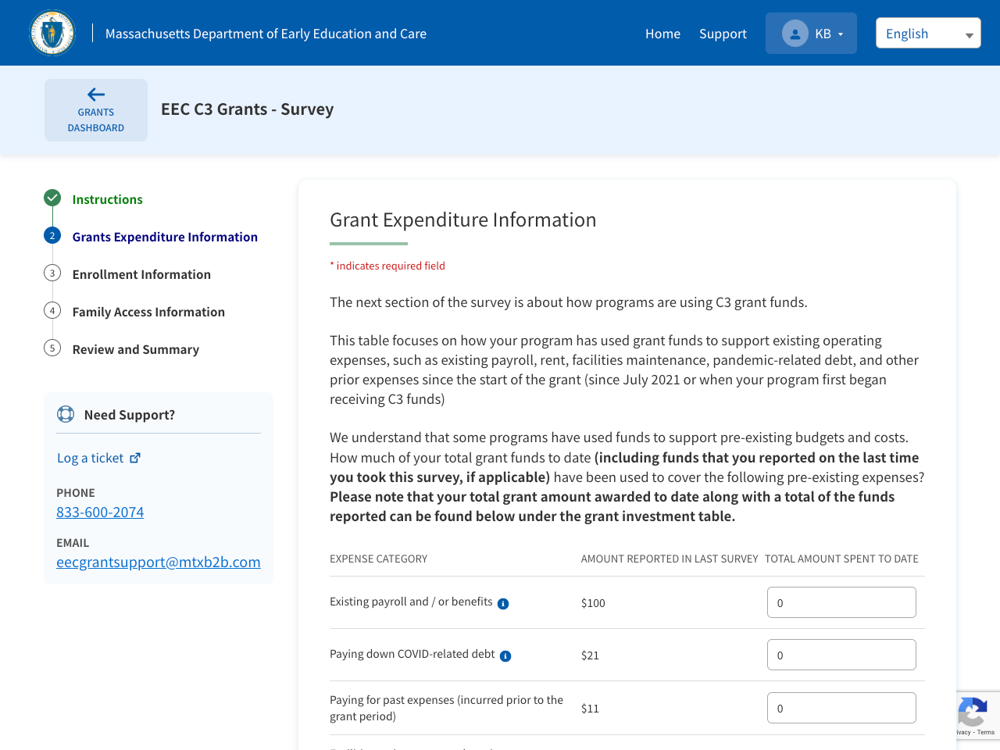 Massachusetts Department of Early Education and Care
Home
Support
KB
English
GRANTS
DASHBOARD
EEC C3 Grants - Survey
Instructions
2 Grants Expenditure Information
3 Enrollment Information
4 Family Access Information
5 Review and Summary
Need Support?
Log a ticket
PHONE
833-600-2074
EMAIL
eecgrantsupport@mtxb2b.com
Grant Expenditure Information
* indicates required field
The next section of the survey is about how programs are using C3 grant funds.
This table focuses on how your program has used grant funds to support existing operating
expenses, such as existing payroll, rent, facilities maintenance, pandemic-related debt, and other
prior expenses since the start of the grant (since July 2021 or when your program first began
receiving C3 funds)
We understand that some programs have used funds to support pre-existing budgets and costs.
How much of your total grant funds to date (including funds that you reported on the last time
you took this survey, if applicable) have been used to cover the following pre-existing expenses?
Please note that your total grant amount awarded to date along with a total of the funds
reported can be found below under the grant investment table.
EXPENSE CATEGORY AMOUNT REPORTED IN LAST SURVEY TOTAL AMOUNT SPENT TO DATE
Existing payroll and / or benefits $100 0
Paying down COVID-related debt $21 0
Paying for past expenses (incurred prior to the
grant period) $11 0
- Terms